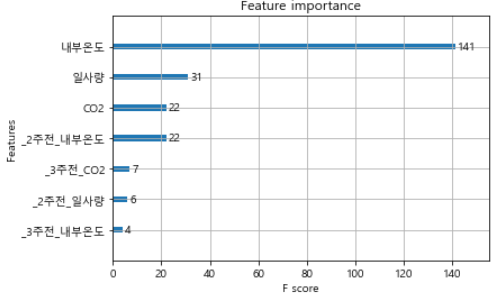 Feature importance
Features
내부온도 141
일사량 31
CO2 22
_2주전_내부온도 22
_3주전_CO2 7
_2주전_일사량 6
_3주전_내부온도 4
0 20 40 60 80 100 120 140
F score